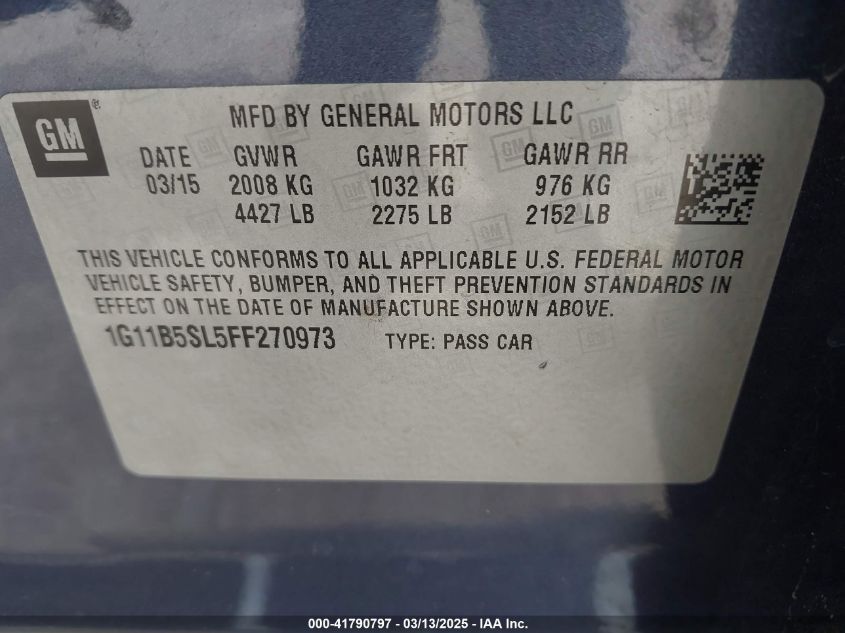 GM®
MFD BY GENERAL MOTORS LLC
DATE GVWR GAWR FRT GAWR RR
03/15 2008 KG 1032 KG 976 KG
4427 LB 2275 LB 2152 LB
THIS VEHICLE CONFORMS TO ALL APPLICABLE U.S. FEDERAL MOTOR
VEHICLE SAFETY, BUMPER, AND THEFT PREVENTION STANDARDS IN
EFFECT ON THE DATE OF MANUFACTURE SHOWN ABOVE.
1G11B5SL5FF270973 TYPE: PASS CAR
000-41790797 - 03/13/2025 - IAA Inc.